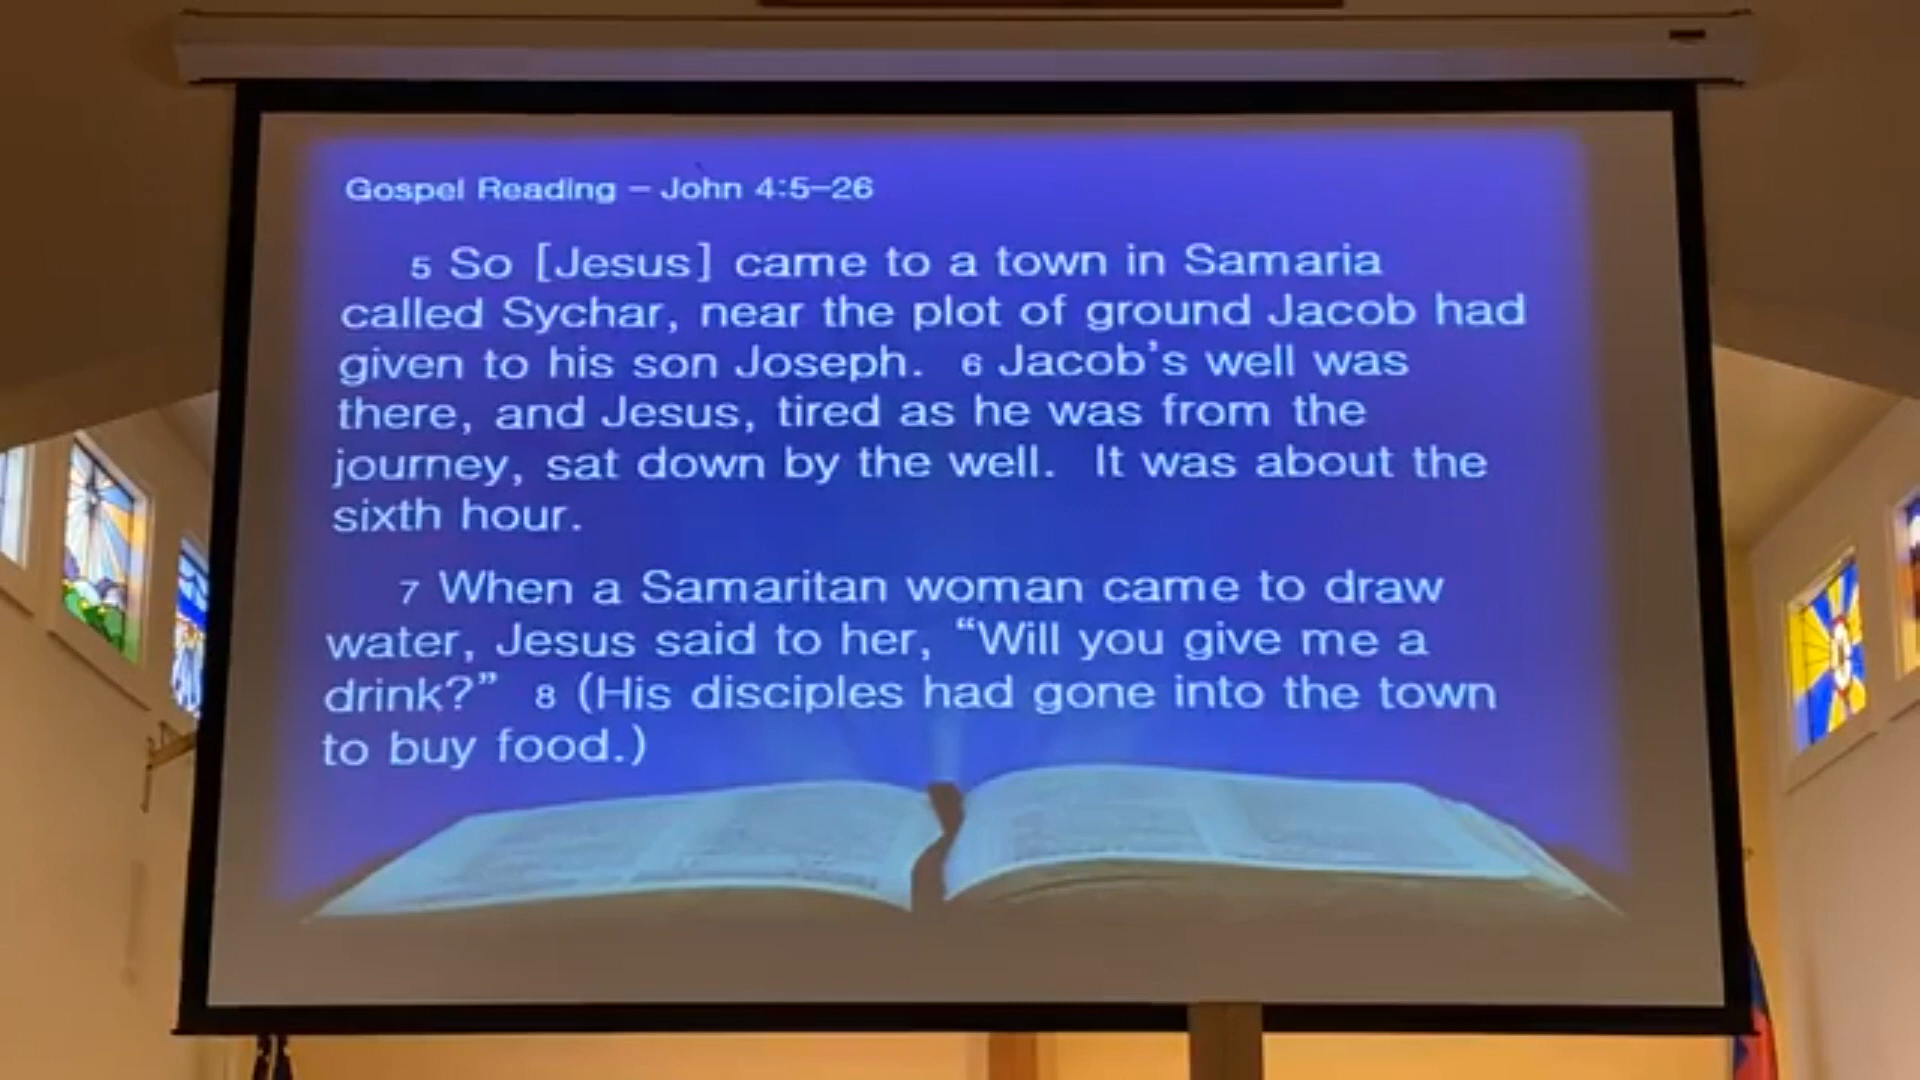 Gospel Reading – John 4:5–26
5 So [Jesus] came to a town in Samaria
called Sychar, near the plot of ground Jacob had
given to his son Joseph. 6 Jacob's well was
there, and Jesus, tired as he was from the
journey, sat down by the well. It was about the
sixth hour.
7 When a Samaritan woman came to draw
water, Jesus said to her, “Will you give me a
drink?” 8 (His disciples had gone into the town
to buy food.)